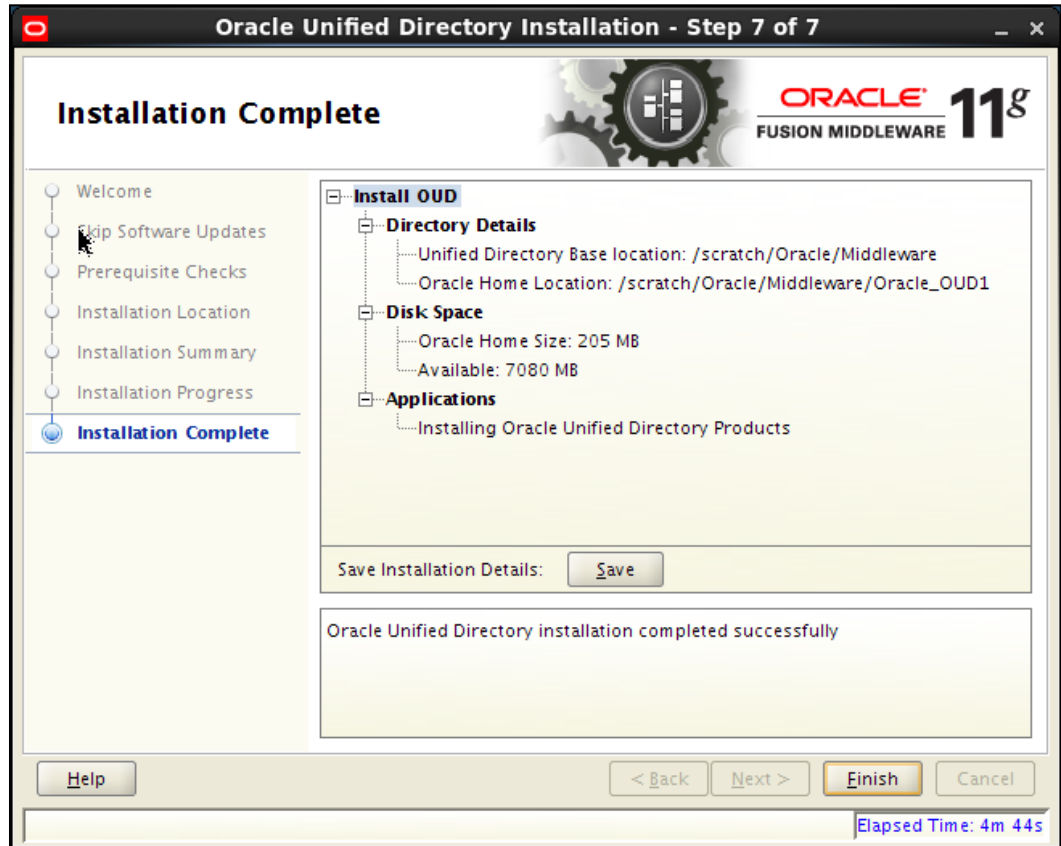 Oracle Unified Directory Installation - Step 7 of 7
Installation Complete
ORACLE
FUSION MIDDLEWARE
11g
Welcome
Skip Software Updates
Prerequisite Checks
Installation Location
Installation Summary
Installation Progress
Installation Complete
Install OUD
Directory Details
Unified Directory Base location: /scratch/Oracle/Middleware
Oracle Home Location: /scratch/Oracle/Middleware/Oracle_OUD1
Disk Space
Oracle Home Size: 205 MB
Available: 7080 MB
Applications
Installing Oracle Unified Directory Products
Save Installation Details: Save
Oracle Unified Directory installation completed successfully
Help < Back Next > Finish Cancel
Elapsed Time: 4m 44s